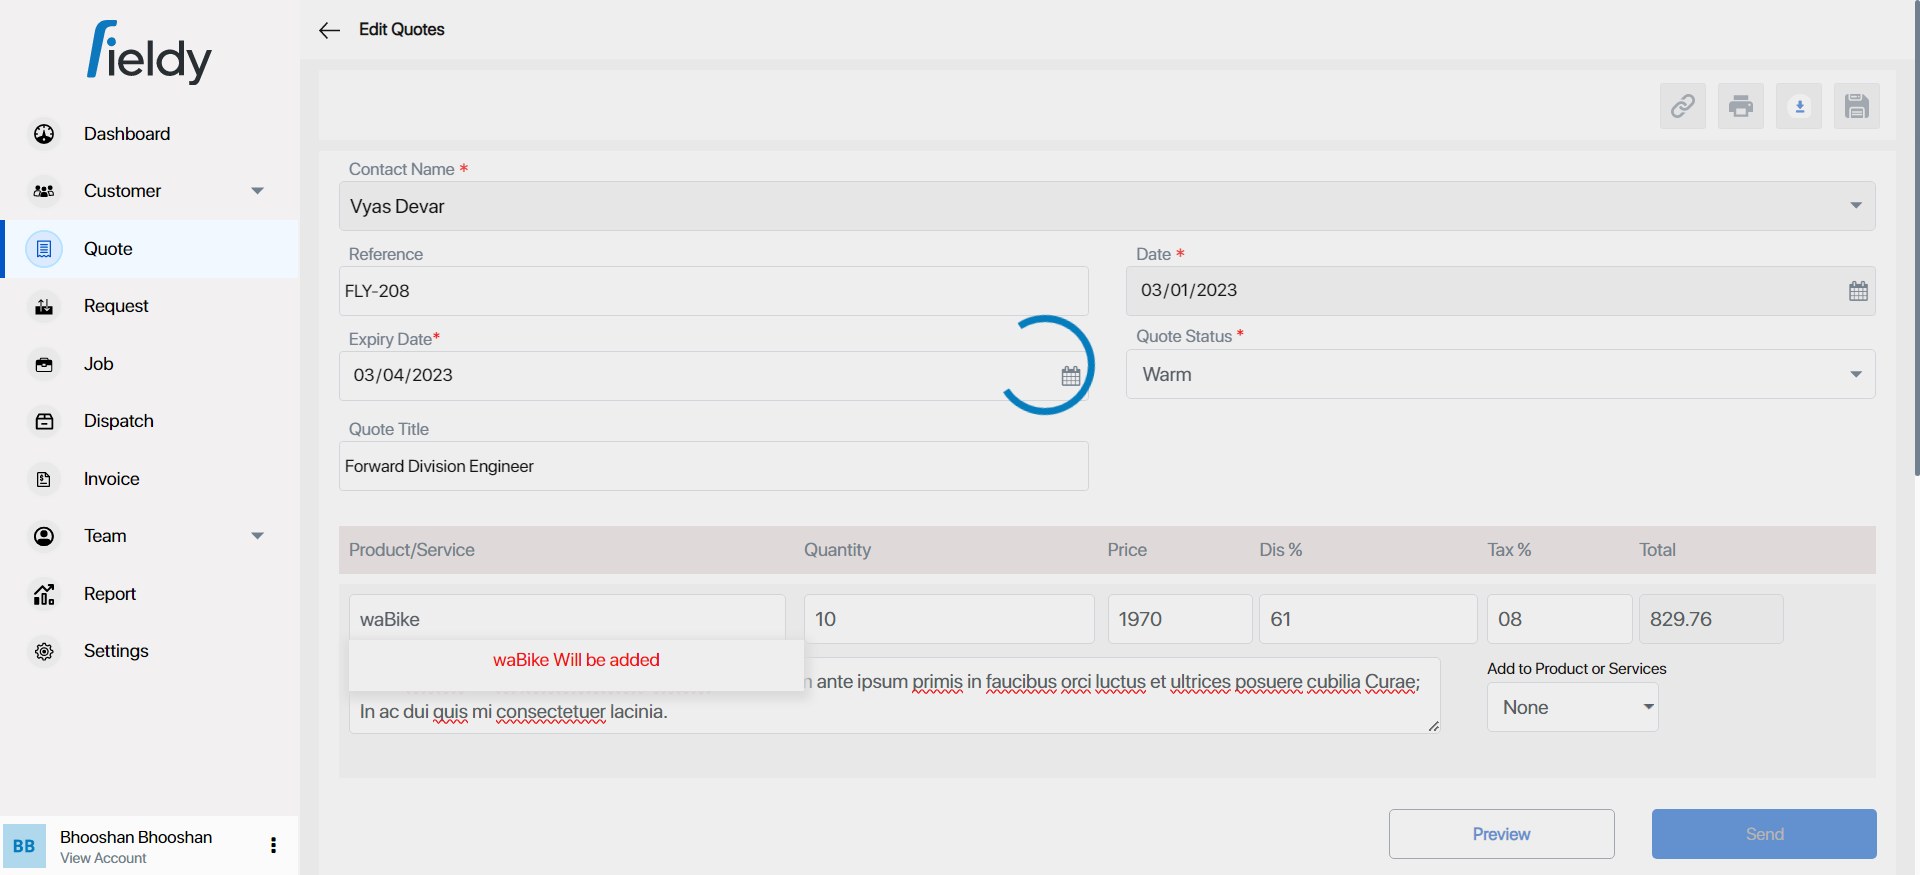 fieldy
Dashboard
Customer
Quote
Request
Job
Dispatch
Invoice
Team
Report
Settings
BB
Bhooshan Bhooshan
View Account
Edit Quotes
Contact Name *
Vyas Devar
Reference
FLY-208
Date *
03/01/2023
Expiry Date*
03/04/2023
Quote Status *
Warm
Quote Title
Forward Division Engineer
Product/Service Quantity Price Dis % Tax % Total
waBike 10 1970 61 08 829.76
waBike Will be added
ante ipsum primis in faucibus orci luctus et ultrices posuere cubilia Curae;
In ac dui quis mi consectetuer lacinia.
Add to Product or Services
None
Preview
Send